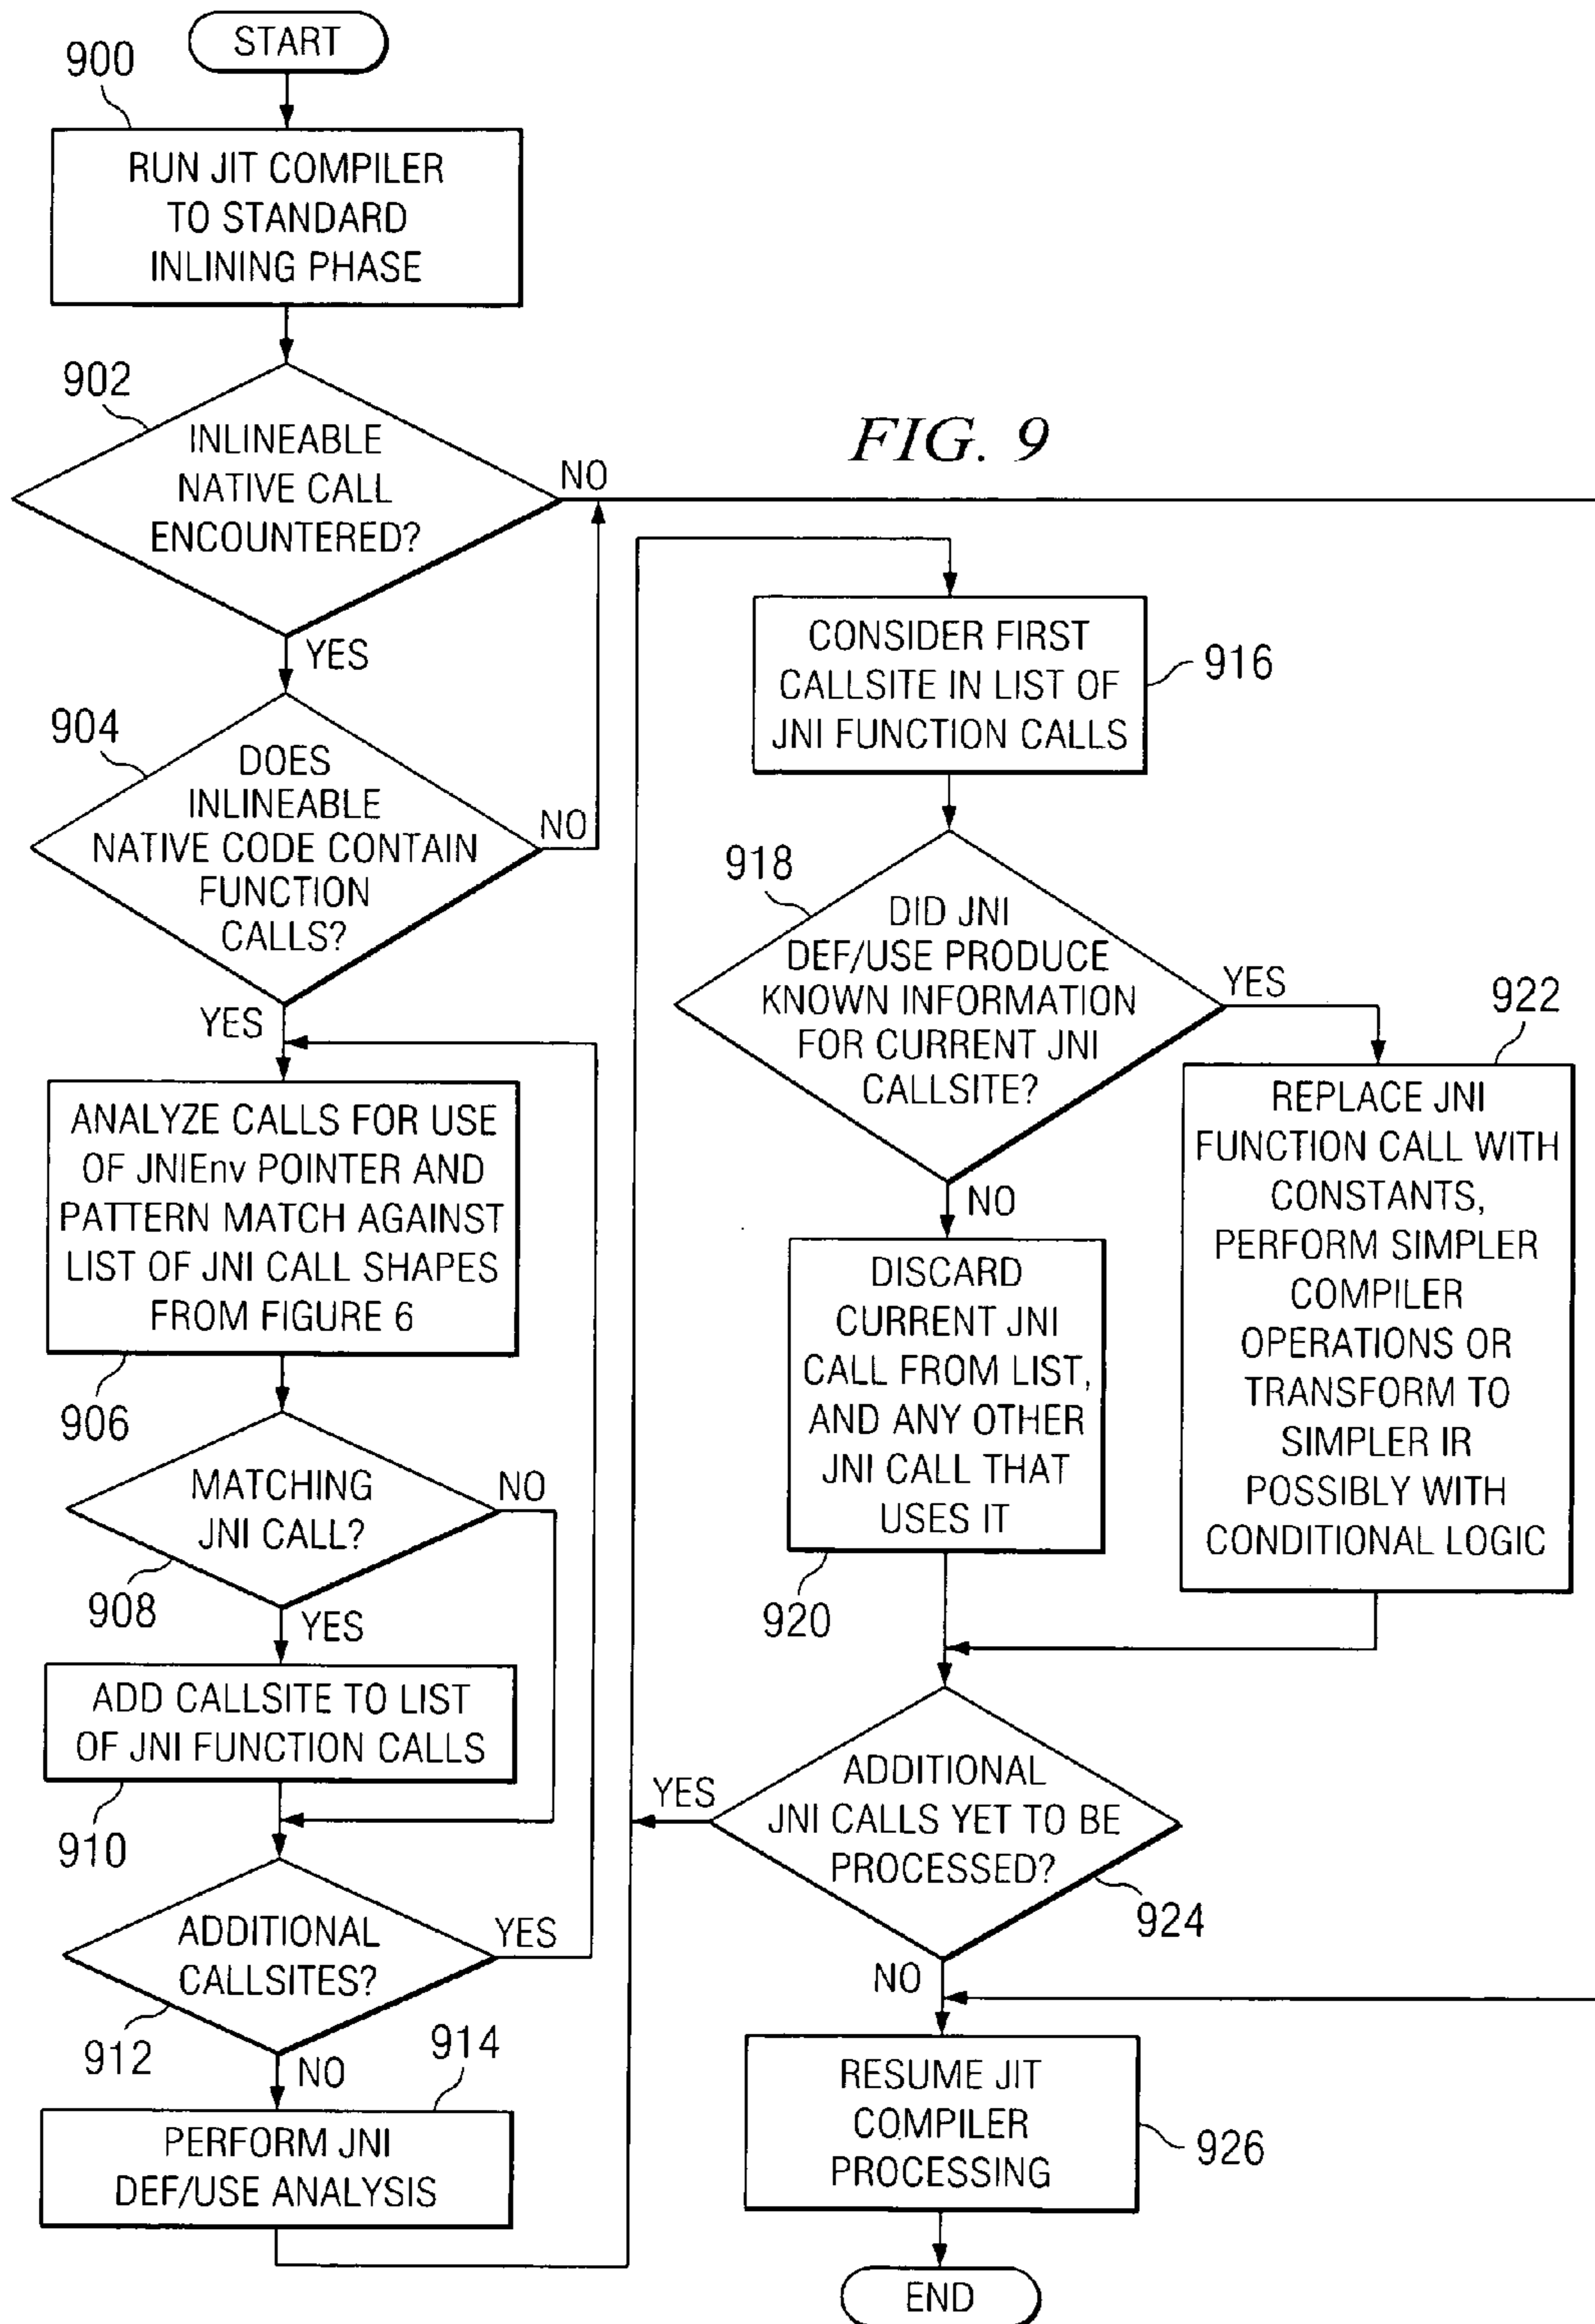 START
900
RUN JIT COMPILER
TO STANDARD
INLINING PHASE
902
INLINEABLE
NATIVE CALL
ENCOUNTERED?
NO
YES
FIG. 9
904
DOES
INLINEABLE
NATIVE CODE CONTAIN
FUNCTION
CALLS?
NO
YES
ANALYZE CALLS FOR USE
OF JNIEnv POINTER AND
PATTERN MATCH AGAINST
LIST OF JNI CALL SHAPES
FROM FIGURE 6
906
MATCHING
JNI CALL?
NO
908
YES
ADD CALLSITE TO LIST
OF JNI FUNCTION CALLS
910
ADDITIONAL
CALLSITES?
YES
912
NO
914
PERFORM JNI
DEF/USE ANALYSIS
CONSIDER FIRST
CALLSITE IN LIST OF
JNI FUNCTION CALLS
916
918
DID JNI
DEF/USE PRODUCE
KNOWN INFORMATION
FOR CURRENT JNI
CALLSITE?
YES
NO
922
REPLACE JNI
FUNCTION CALL WITH
CONSTANTS,
PERFORM SIMPLER
COMPILER
OPERATIONS OR
TRANSFORM TO
SIMPLER IR
POSSIBLY WITH
CONDITIONAL LOGIC
DISCARD
CURRENT JNI
CALL FROM LIST,
AND ANY OTHER
JNI CALL THAT
USES IT
920
ADDITIONAL
JNI CALLS YET TO BE
PROCESSED?
YES
924
NO
RESUME JIT
COMPILER
PROCESSING
926
END